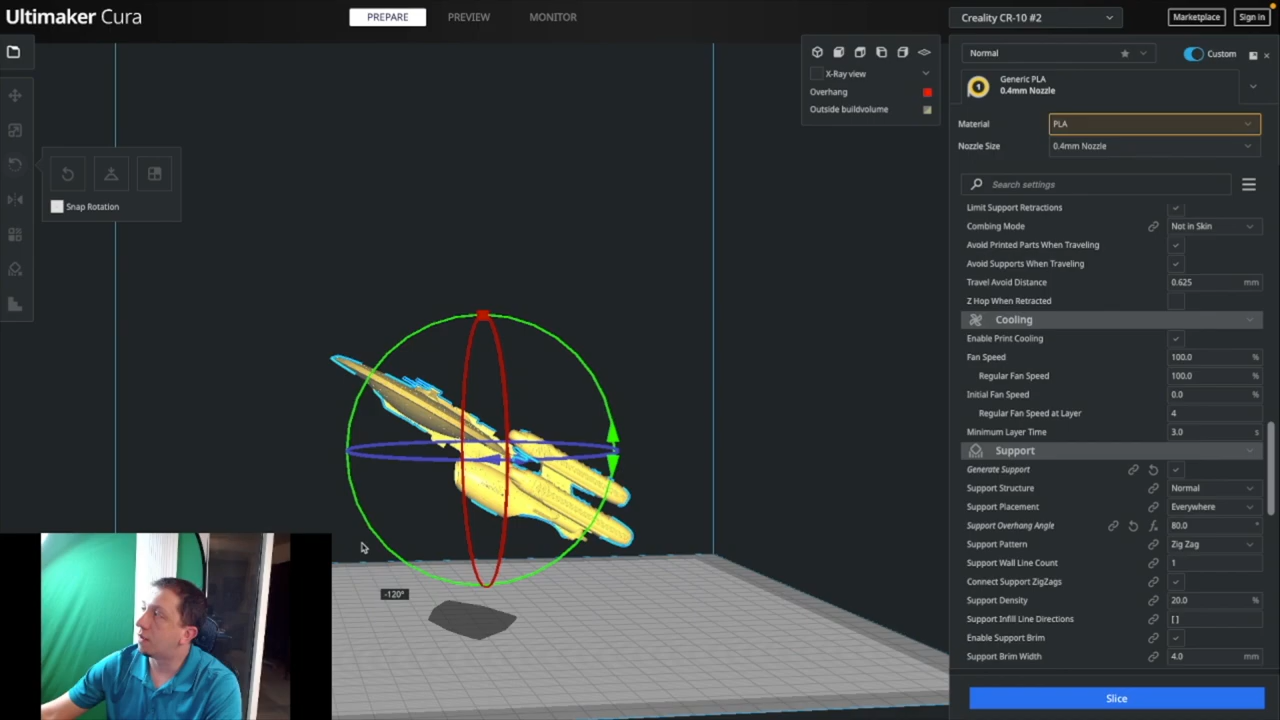 Ultimaker Cura
PREPARE
PREVIEW
MONITOR
Creality CR-10 #2
Marketplace
Sign in
Normal
Custom
X-Ray view
Overhang
Outside buildvolume
1
Generic PLA
0.4mm Nozzle
Material
PLA
Nozzle Size
0.4mm Nozzle
Snap Rotation
Search settings
Limit Support Retractions
Combing Mode
Not in Skin
Avoid Printed Parts When Traveling
Avoid Supports When Traveling
Travel Avoid Distance
0.625 mm
Z Hop When Retracted
Cooling
Enable Print Cooling
Fan Speed
100.0 %
Regular Fan Speed
100.0 %
Initial Fan Speed
0.0 %
Regular Fan Speed at Layer
4
Minimum Layer Time
3.0 s
Support
Generate Support
Support Structure
Normal
Support Placement
Everywhere
Support Overhang Angle
80.0 °
Support Pattern
Zig Zag
Support Wall Line Count
1
Connect Support ZigZags
Support Density
20.0 %
Support Infill Line Directions
[ ]
Enable Support Brim
Support Brim Width
4.0 mm
-120°
Slice